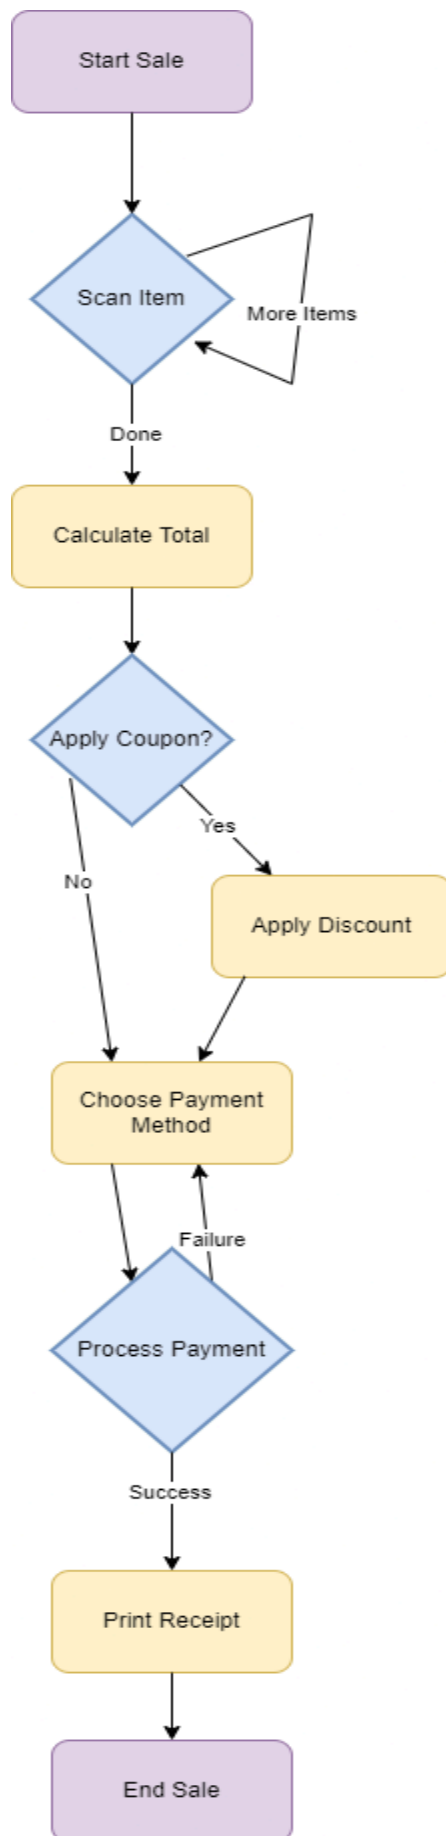 Start Sale
Scan Item
More Items
Done
Calculate Total
Apply Coupon?
Yes
No
Apply Discount
Choose Payment
Method
Failure
Process Payment
Success
Print Receipt
End Sale